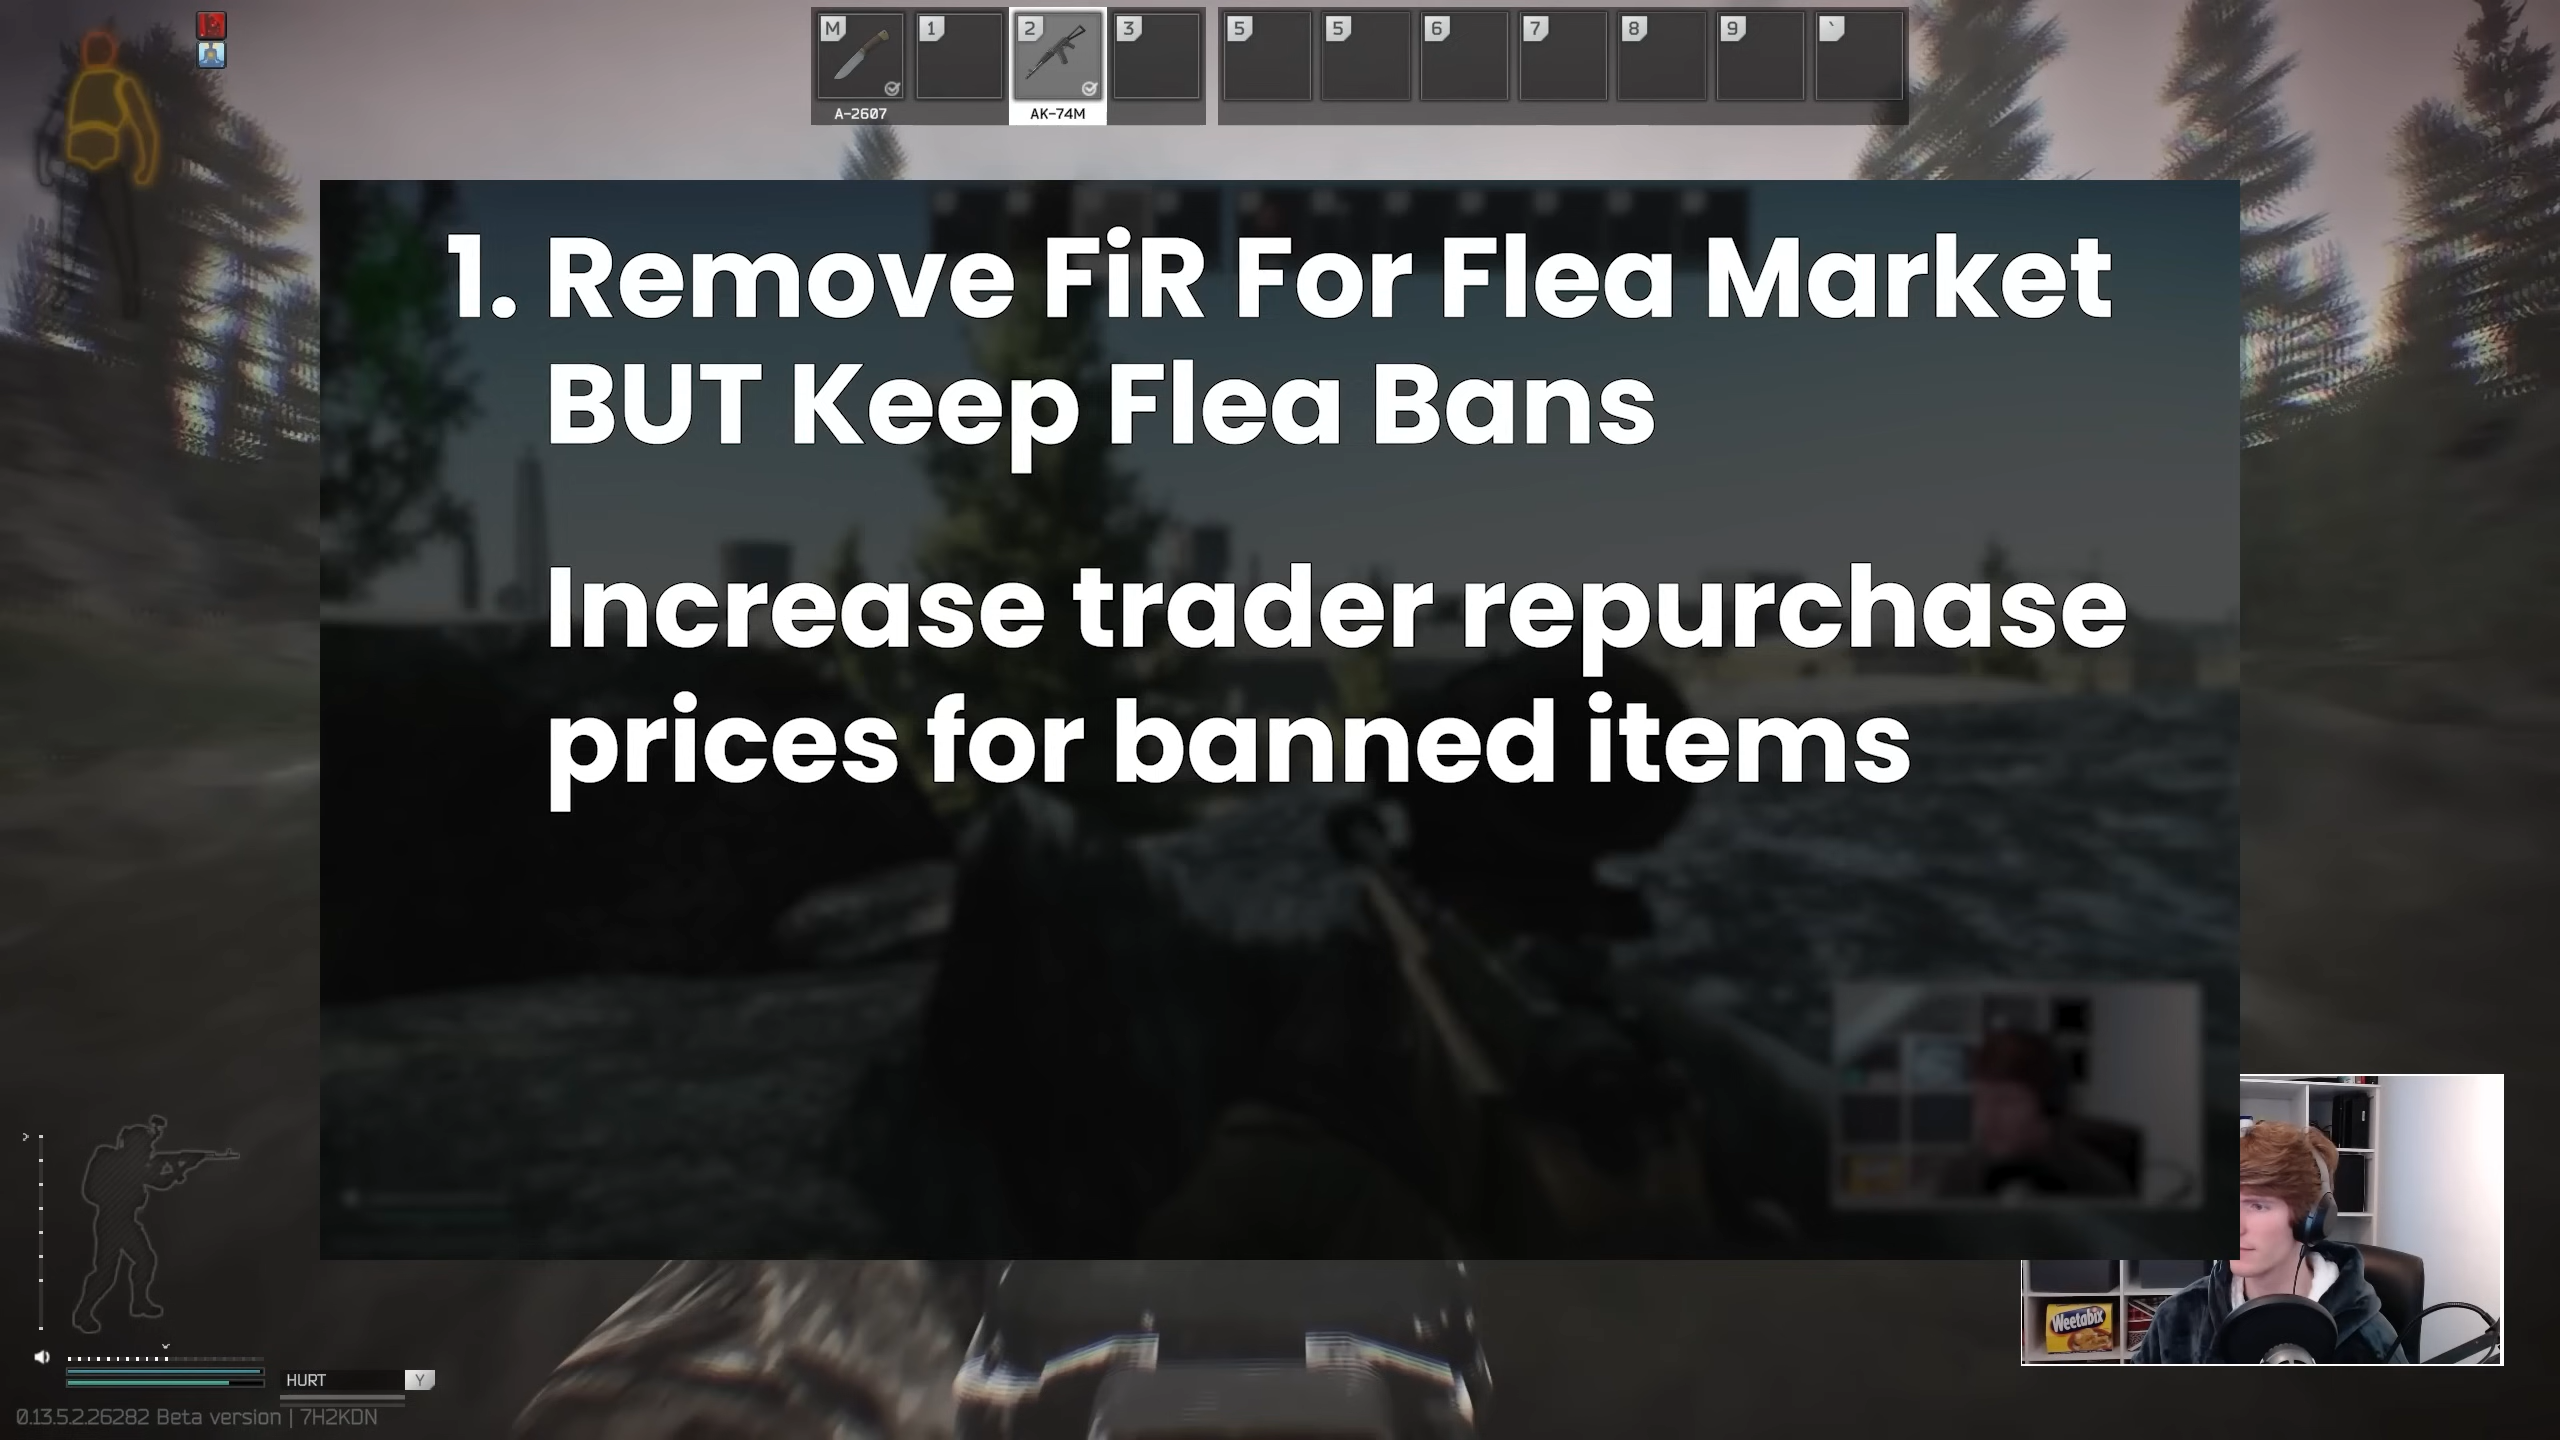 M 1 2 3 5 5 6 7 8 9 `
A-2607 AK-74M
1. Remove FiR For Flea Market
BUT Keep Flea Bans
Increase trader repurchase
prices for banned items
Weetabix
HURT Y
0.13.5.2.26282 Beta version | 7H2KDN